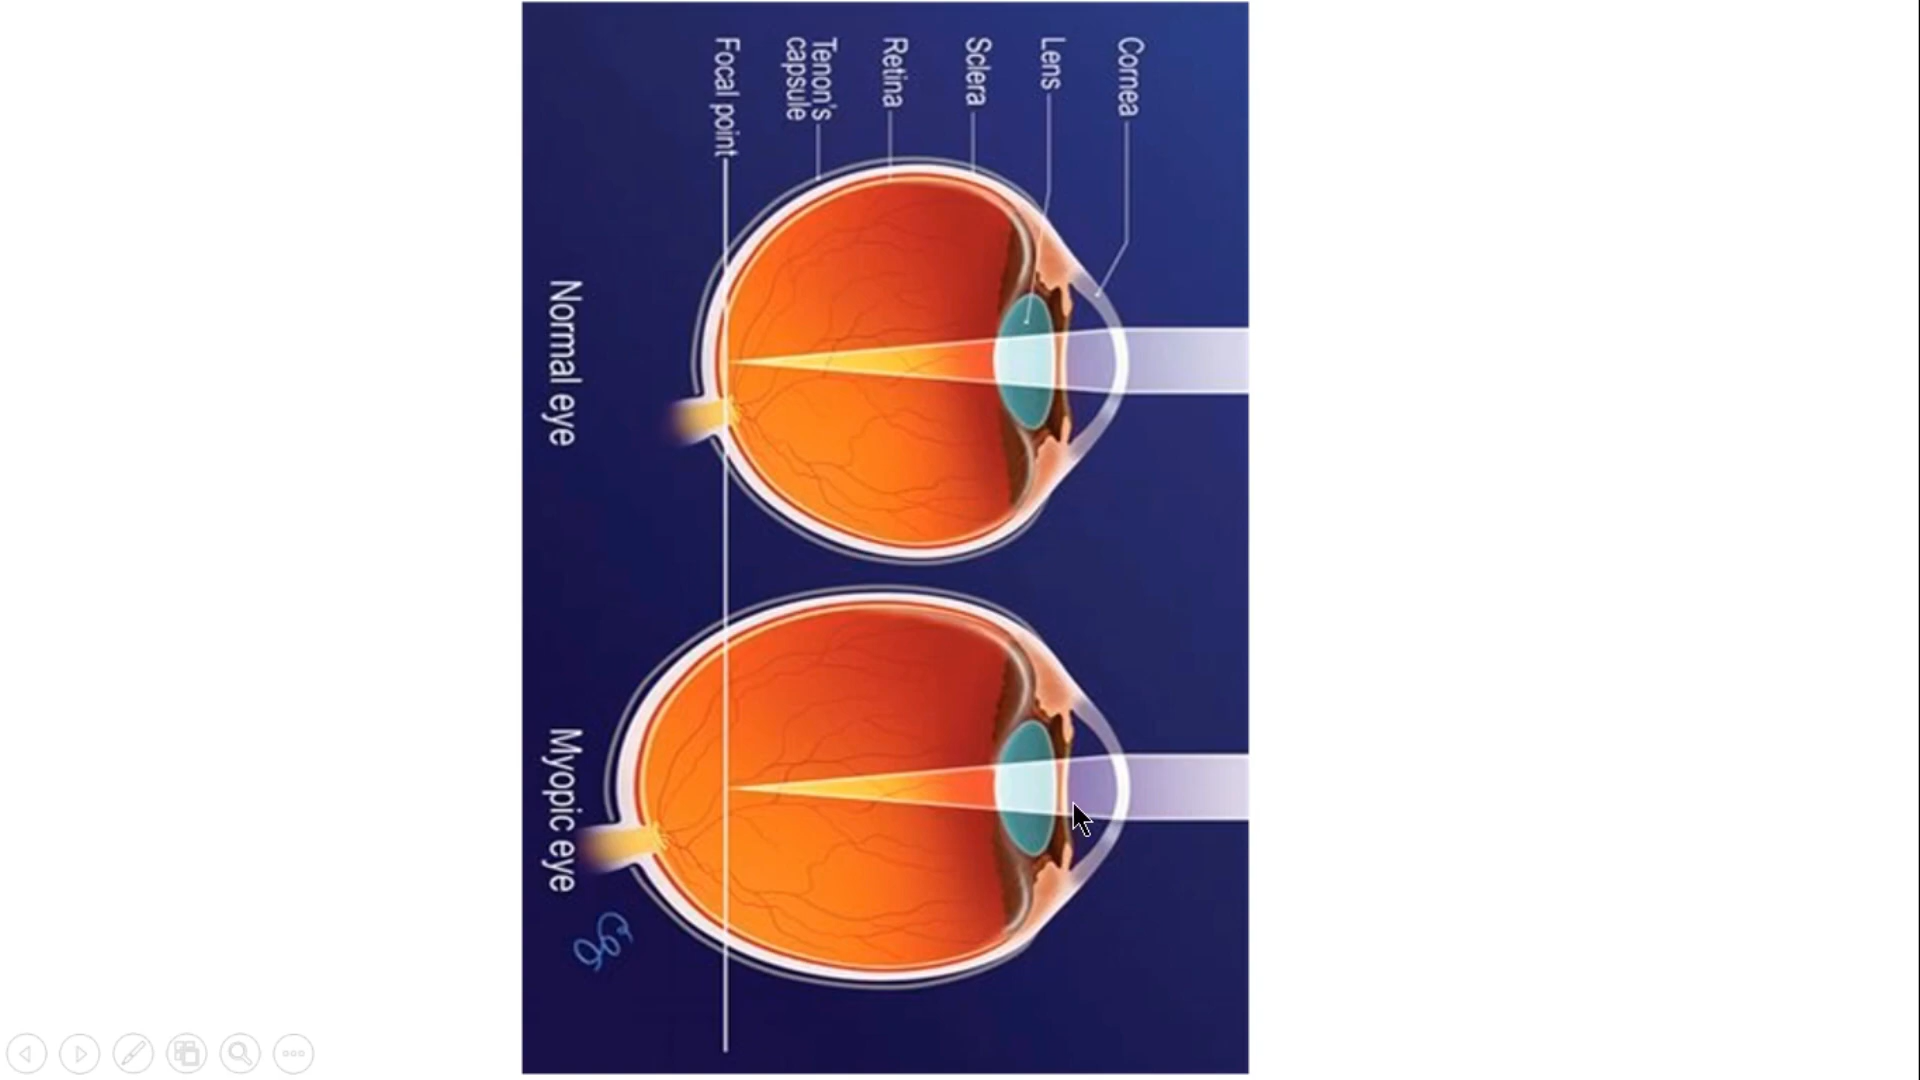 Cornea
Lens
Sclera
Retina
Tenon's
capsule
Focal point
Normal eye
Myopic eye